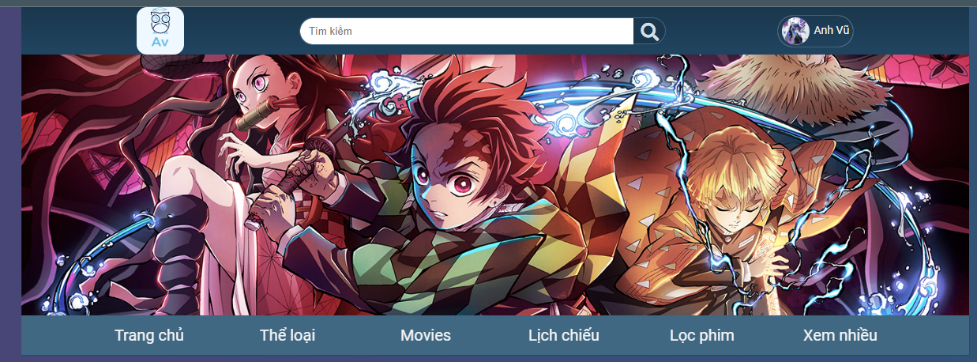 Av
Tìm kiếm
Anh Vũ
Trang chủ
Thể loại
Movies
Lịch chiếu
Lọc phim
Xem nhiều